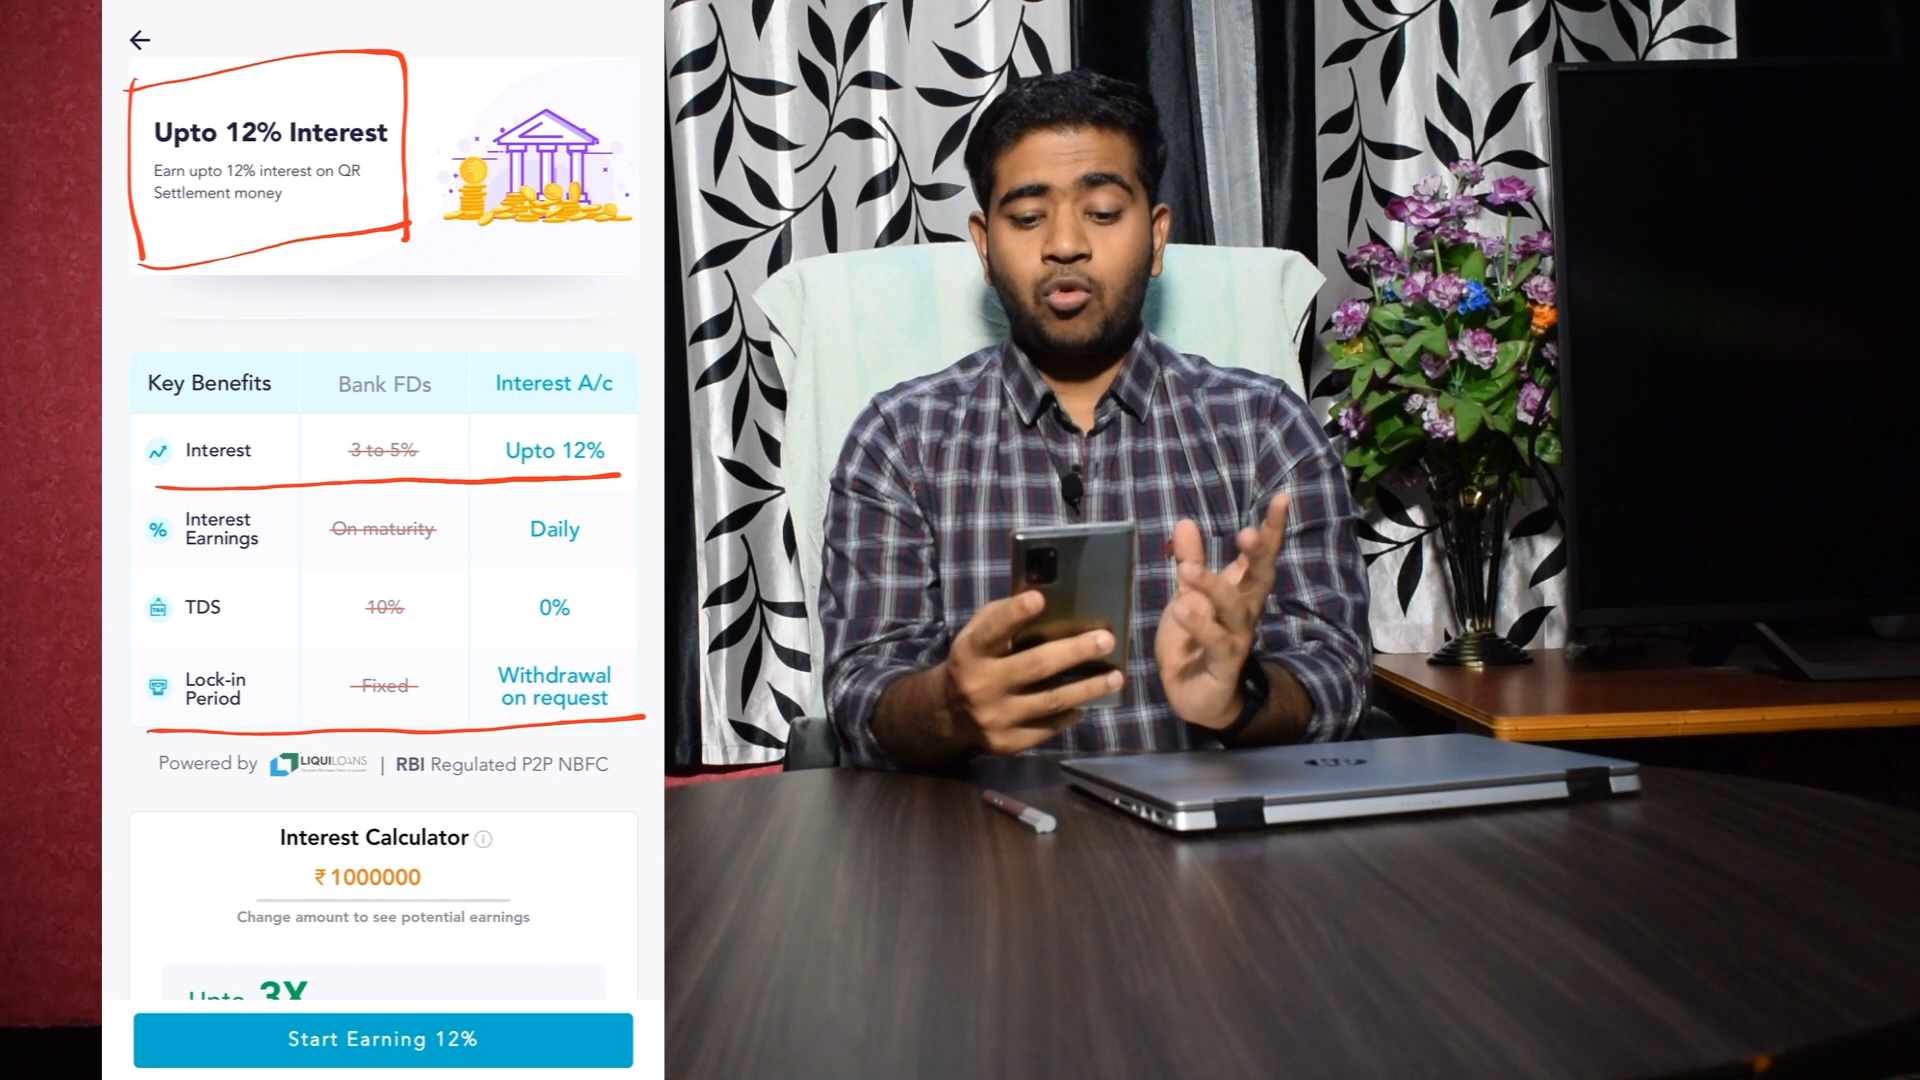 Upto 12% Interest
Earn upto 12% interest on QR
Settlement money
Key Benefits Bank FDs Interest A/c
Interest 3 to 5% Upto 12%
Interest
Earnings On maturity Daily
TDS 10% 0%
Lock-in
Period Fixed Withdrawal
on request
Powered by LIQUILOANS | RBI Regulated P2P NBFC
Interest Calculator
₹1000000
Change amount to see potential earnings
Upto 3X
Start Earning 12%
hp